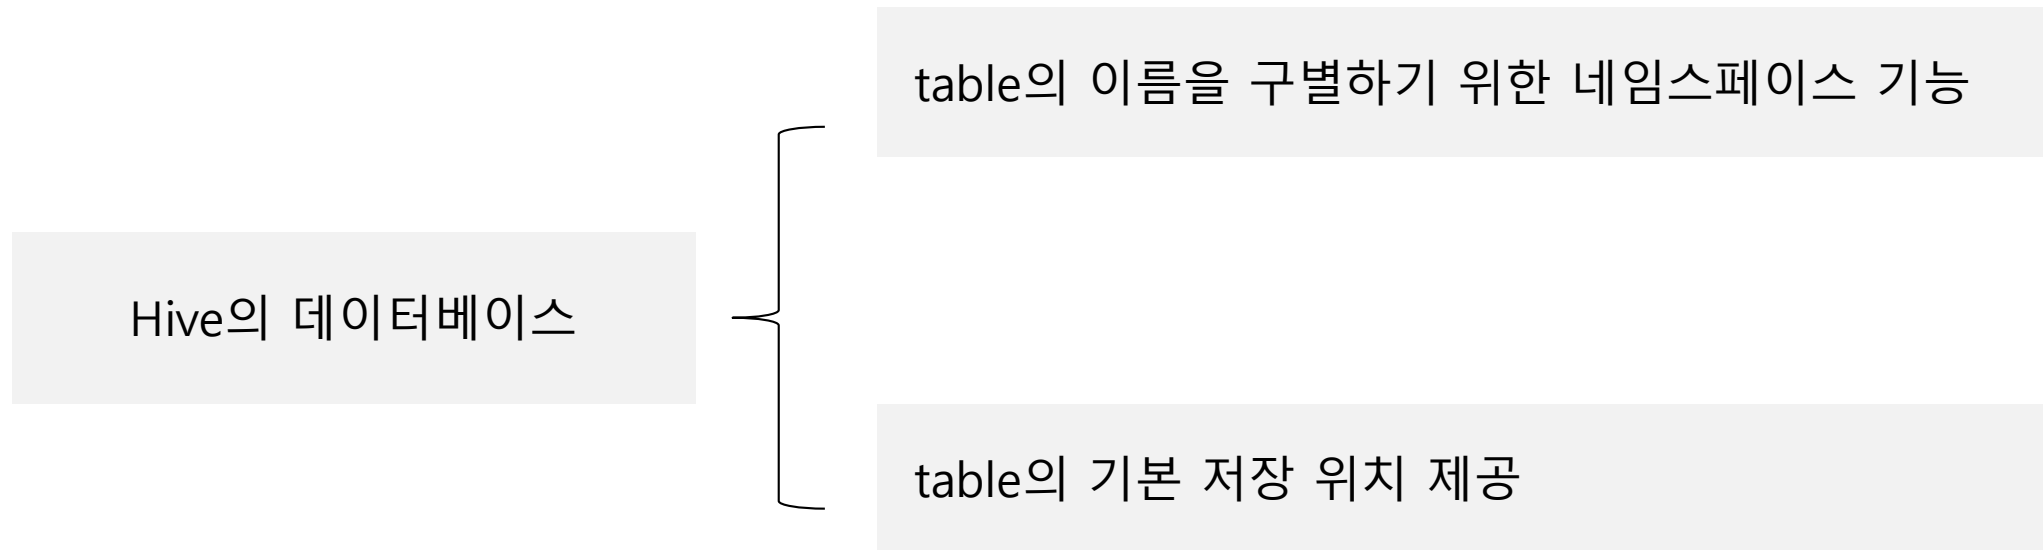 table의 이름을 구별하기 위한 네임스페이스 기능
Hive의 데이터베이스
table의 기본 저장 위치 제공